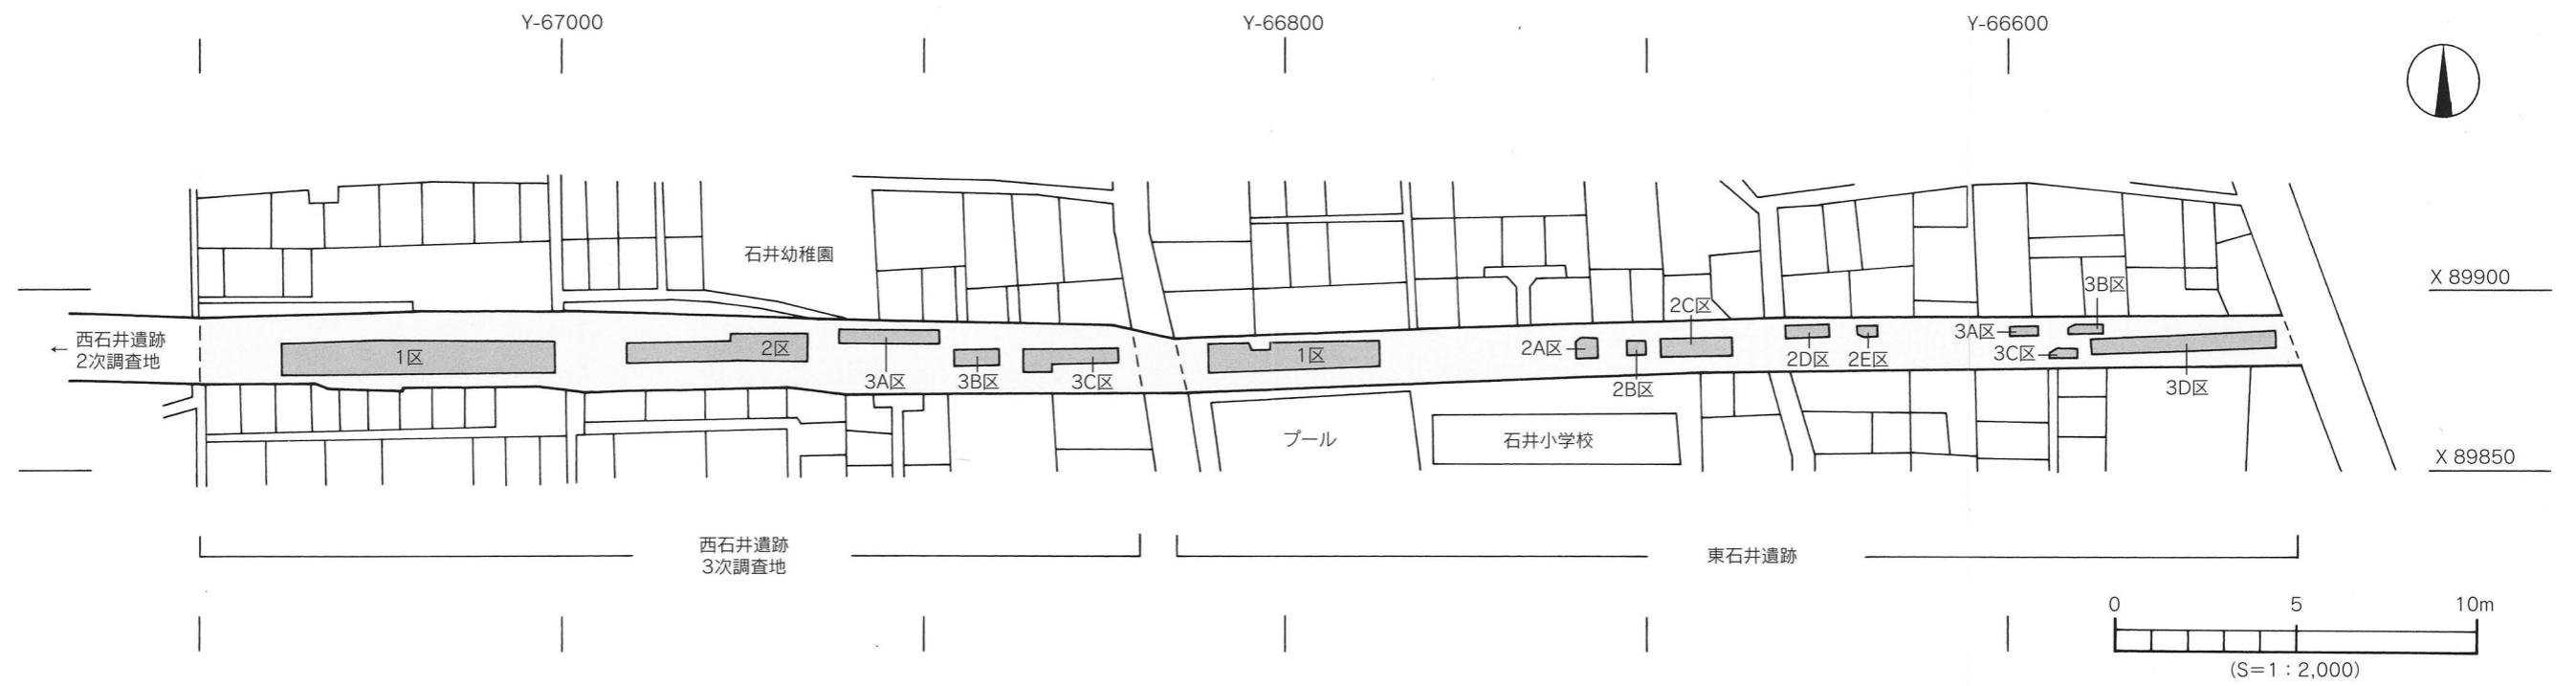 Y-67000
Y-66800
Y-66600
石井幼稚園
X 89900
3B区
2C区
西石井遺跡
2次調査地
←
1区
2区
3A区
3B区
3C区
1区
2A区
2B区
2D区
2E区
3A区
3C区
3D区
プール
石井小学校
X 89850
西石井遺跡
3次調査地
東石井遺跡
0 5 10m
(S=1:2,000)